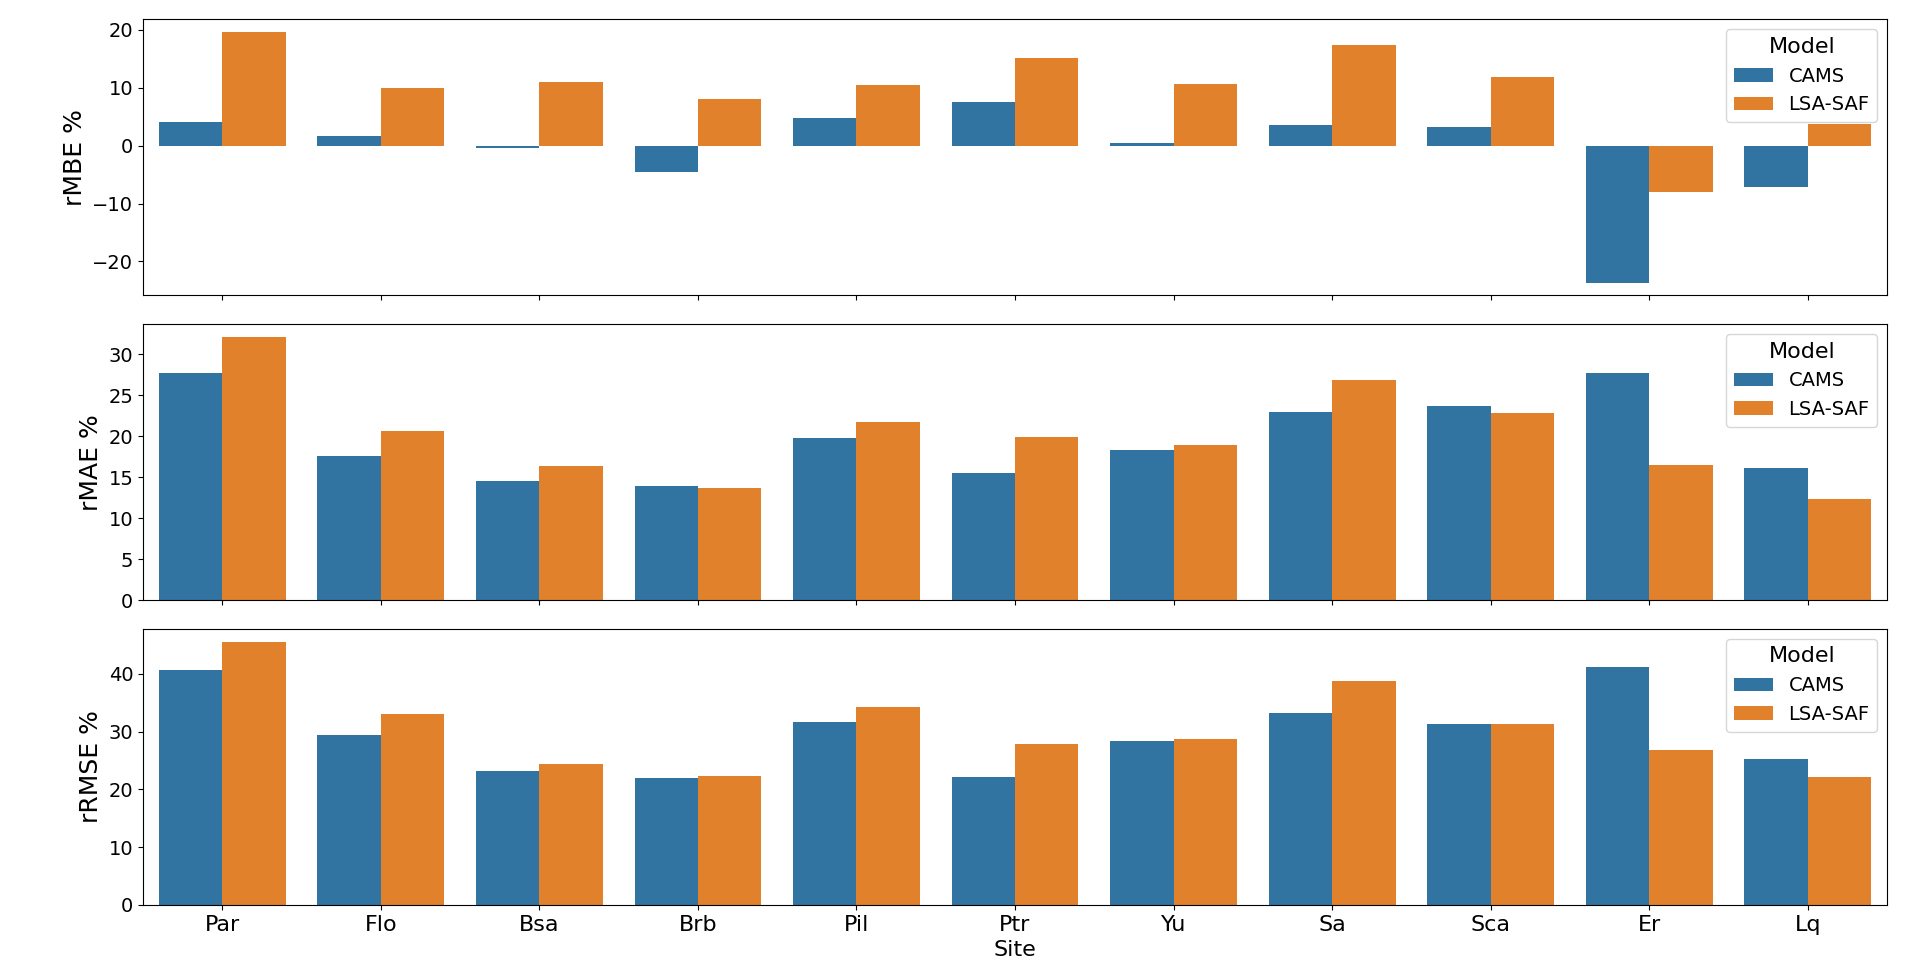 rMBE %
20
10
0
−10
−20
Model
CAMS
LSA-SAF
rMAE %
30
25
20
15
10
5
0
Model
CAMS
LSA-SAF
rRMSE %
40
30
20
10
0
Model
CAMS
LSA-SAF
Par Flo Bsa Brb Pil Ptr Yu Sa Sca Er Lq
Site